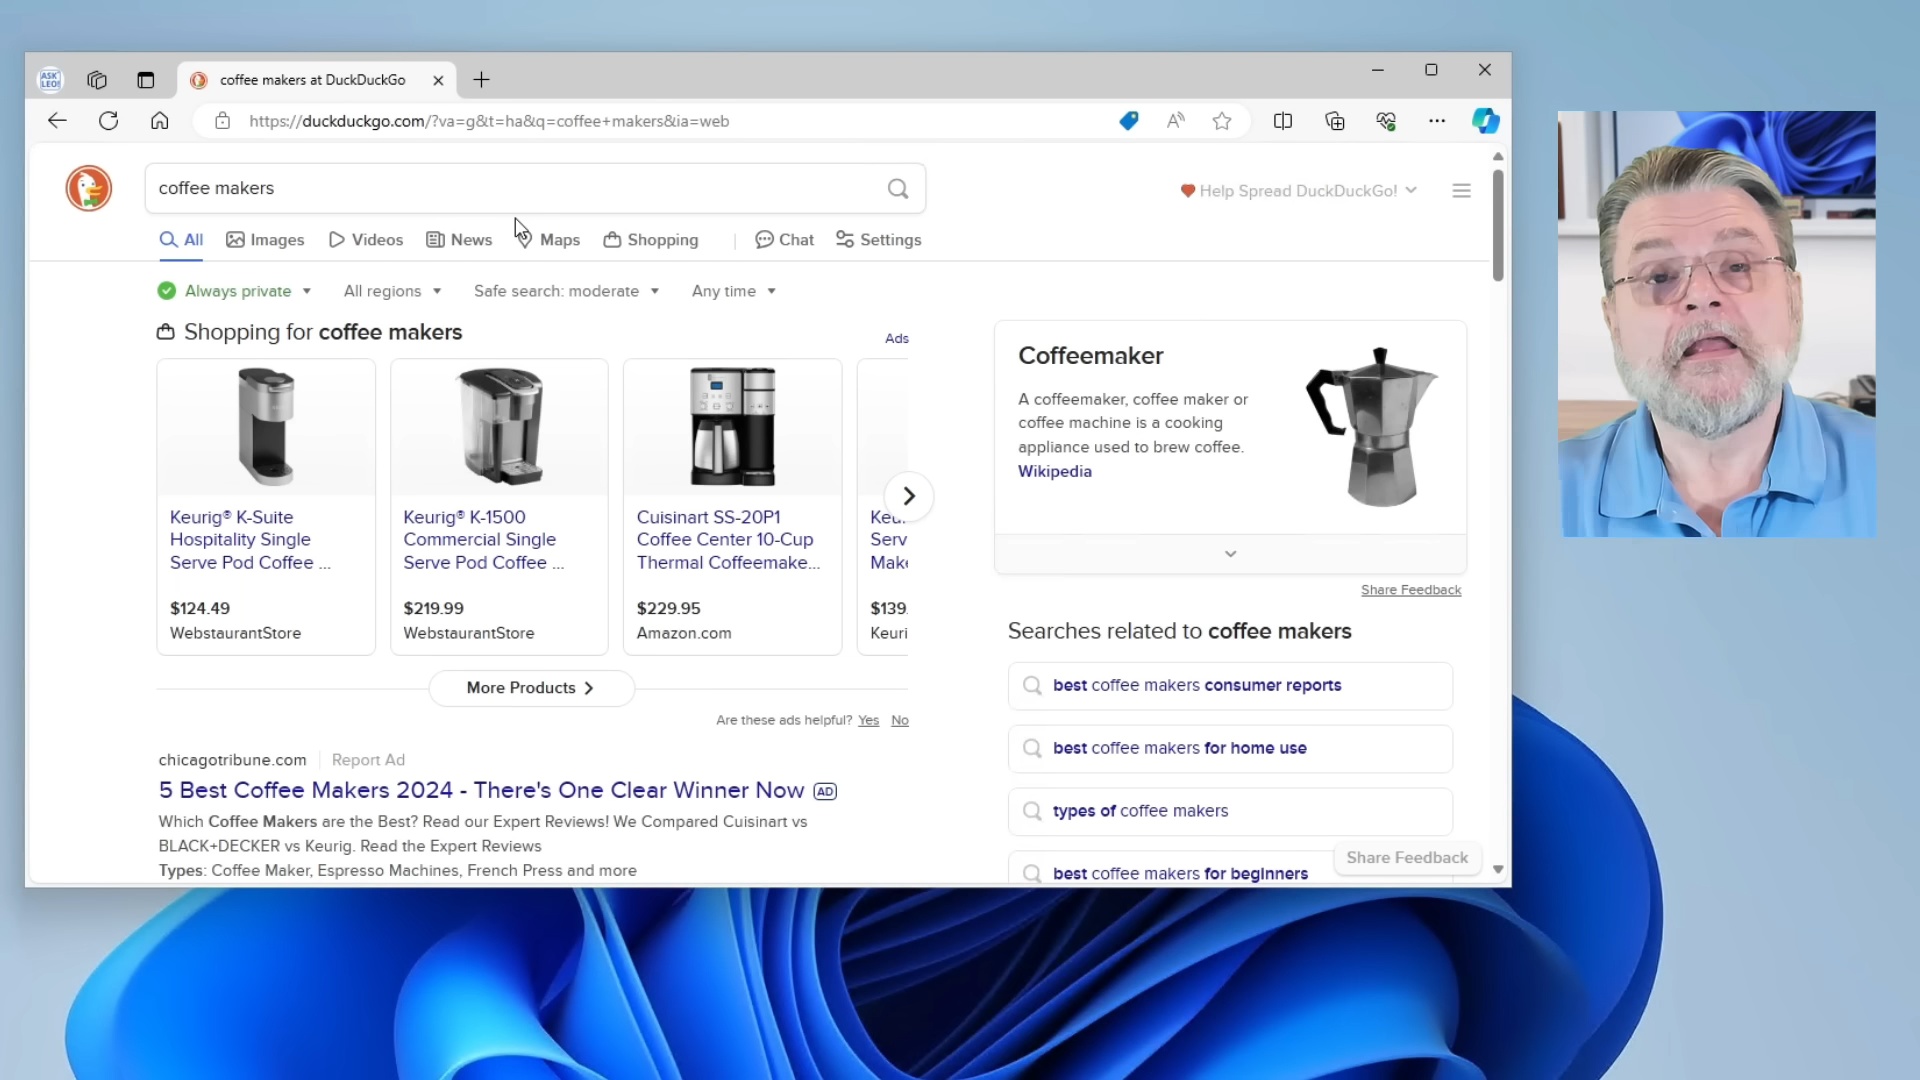 ASK LEO!
coffee makers at DuckDuckGo
https://duckduckgo.com/?va=g&t=ha&q=coffee+makers&ia=web
coffee makers
Help Spread DuckDuckGo!
All Images Videos News Maps Shopping Chat Settings
Always private All regions Safe search: moderate Any time
Shopping for coffee makers
Ads
Keurig® K-Suite
Hospitality Single
Serve Pod Coffee ...
$124.49
WebstaurantStore
Keurig® K-1500
Commercial Single
Serve Pod Coffee ...
$219.99
WebstaurantStore
Cuisinart SS-20P1
Coffee Center 10-Cup
Thermal Coffeemake...
$229.95
Amazon.com
Serv
Make
$139.
Keuri
More Products
Are these ads helpful? Yes No
chicagotribune.com Report Ad
5 Best Coffee Makers 2024 - There's One Clear Winner Now AD
Which Coffee Makers are the Best? Read our Expert Reviews! We Compared Cuisinart vs
BLACK+DECKER vs Keurig. Read the Expert Reviews
Types: Coffee Maker, Espresso Machines, French Press and more
Coffeemaker
A coffeemaker, coffee maker or
coffee machine is a cooking
appliance used to brew coffee.
Wikipedia
Share Feedback
Searches related to coffee makers
best coffee makers consumer reports
best coffee makers for home use
types of coffee makers
best coffee makers for beginners
Share Feedback